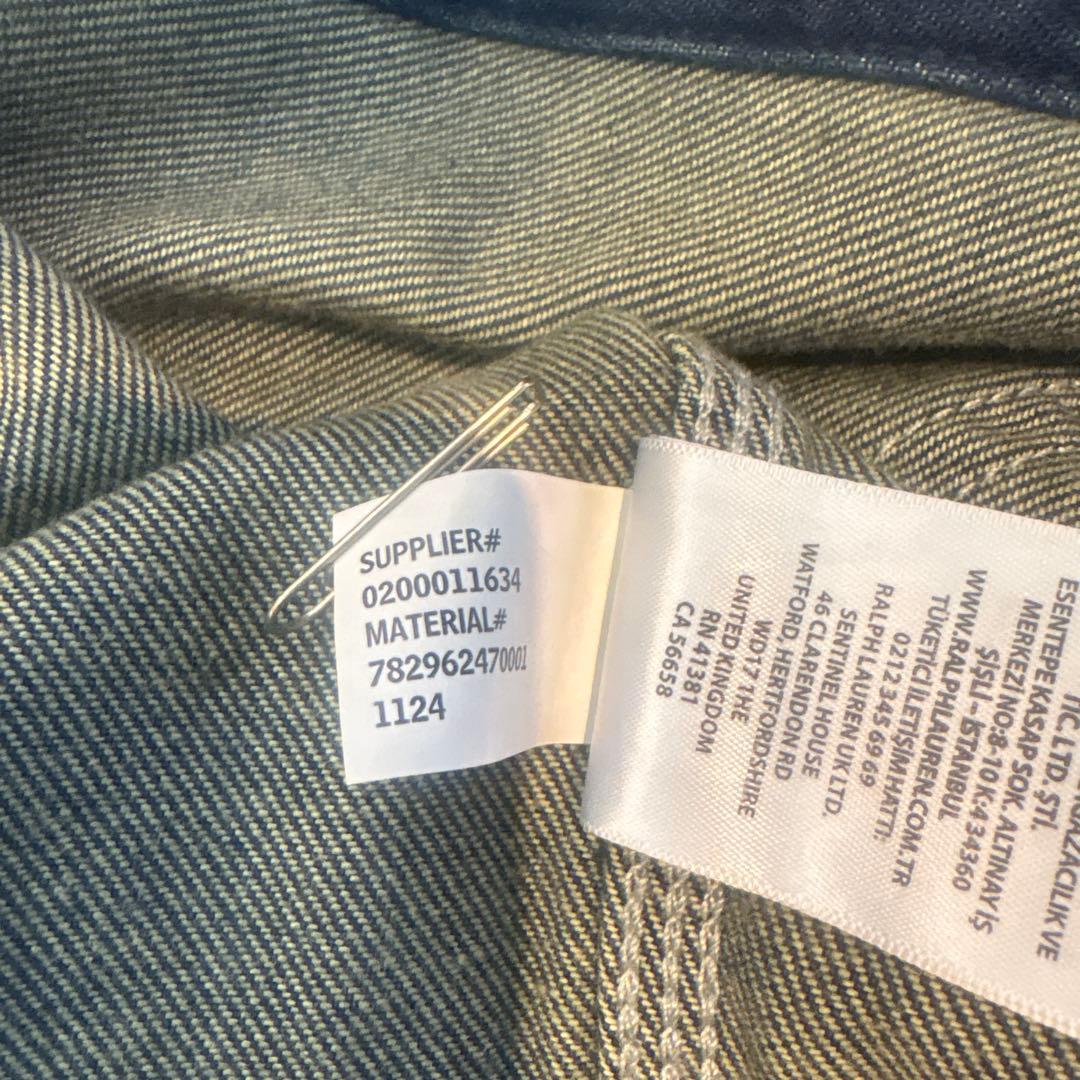 SUPPLIER#
0200011634
MATERIAL#
782962470001
1124
TİC. LTD. ŞTİ.
ESENTEPE KASAP SOK. ALTINAY İŞ
MERKEZI NO:8-10 K:4 34360
ŞİŞLİ - İSTANBUL
WWW.RALPHLAUREN.COM.TR
TÜKETİCİ İLETİŞİM HATTI:
0212 345 69 69
RALPH LAUREN UK LTD.
SENTINEL HOUSE
46 CLARENDON RD
WATFORD, HERTFORDSHIRE
WD17 1HE
UNITED KINGDOM
RN 41381
CA 56658